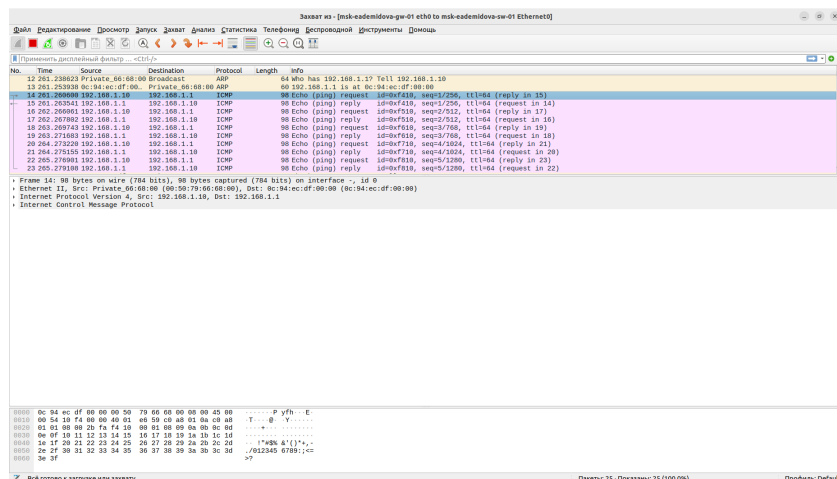 Захват из - [msk-eademidova-gw-01 eth0 to msk-eademidova-sw-01 Ethernet0]
Файл Редактирование Просмотр Запуск Захват Анализ Статистика Телефония Беспроводной Инструменты Помощь
Применить дисплейный фильтр ... <Ctrl-/>
No. Time Source Destination Protocol Length Info
12 261.238623 Private_66:68:00 Broadcast ARP 64 Who has 192.168.1.1? Tell 192.168.1.10
13 261.253938 0c:94:ec:df:00… Private_66:68:00 ARP 60 192.168.1.1 is at 0c:94:ec:df:00:00
14 261.260600 192.168.1.10 192.168.1.1 ICMP 98 Echo (ping) request id=0xf410, seq=1/256, ttl=64 (reply in 15)
15 261.263541 192.168.1.1 192.168.1.10 ICMP 98 Echo (ping) reply id=0xf410, seq=1/256, ttl=64 (request in 14)
16 262.266061 192.168.1.10 192.168.1.1 ICMP 98 Echo (ping) request id=0xf510, seq=2/512, ttl=64 (reply in 17)
17 262.267802 192.168.1.1 192.168.1.10 ICMP 98 Echo (ping) reply id=0xf510, seq=2/512, ttl=64 (request in 16)
18 263.269743 192.168.1.10 192.168.1.1 ICMP 98 Echo (ping) request id=0xf610, seq=3/768, ttl=64 (reply in 19)
19 263.271683 192.168.1.1 192.168.1.10 ICMP 98 Echo (ping) reply id=0xf610, seq=3/768, ttl=64 (request in 18)
20 264.273220 192.168.1.10 192.168.1.1 ICMP 98 Echo (ping) request id=0xf710, seq=4/1024, ttl=64 (reply in 21)
21 264.275155 192.168.1.1 192.168.1.10 ICMP 98 Echo (ping) reply id=0xf710, seq=4/1024, ttl=64 (request in 20)
22 265.276901 192.168.1.10 192.168.1.1 ICMP 98 Echo (ping) request id=0xf810, seq=5/1280, ttl=64 (reply in 23)
23 265.279108 192.168.1.1 192.168.1.10 ICMP 98 Echo (ping) reply id=0xf810, seq=5/1280, ttl=64 (request in 22)
Frame 14: 98 bytes on wire (784 bits), 98 bytes captured (784 bits) on interface -, id 0
Ethernet II, Src: Private_66:68:00 (00:50:79:66:68:00), Dst: 0c:94:ec:df:00:00 (0c:94:ec:df:00:00)
Internet Protocol Version 4, Src: 192.168.1.10, Dst: 192.168.1.1
Internet Control Message Protocol
0000 0c 94 ec df 00 00 00 50 79 66 68 00 08 00 45 00 ·······P yfh···E·
0010 00 54 10 f4 00 00 40 01 e6 59 c0 a8 01 0a c0 a8 ·T····@· ·Y······
0020 01 01 08 00 2b fa f4 10 00 01 08 09 0a 0b 0c 0d ····+··· ········
0030 0e 0f 10 11 12 13 14 15 16 17 18 19 1a 1b 1c 1d ········ ········
0040 1e 1f 20 21 22 23 24 25 26 27 28 29 2a 2b 2c 2d ·· !"#$% &'()*+,-
0050 2e 2f 30 31 32 33 34 35 36 37 38 39 3a 3b 3c 3d ./012345 6789:;<=
0060 3e 3f >?
Всё готово к загрузке или захвату
Пакеты: 25 · Показаны: 25 (100.0%)
Профиль: Defau